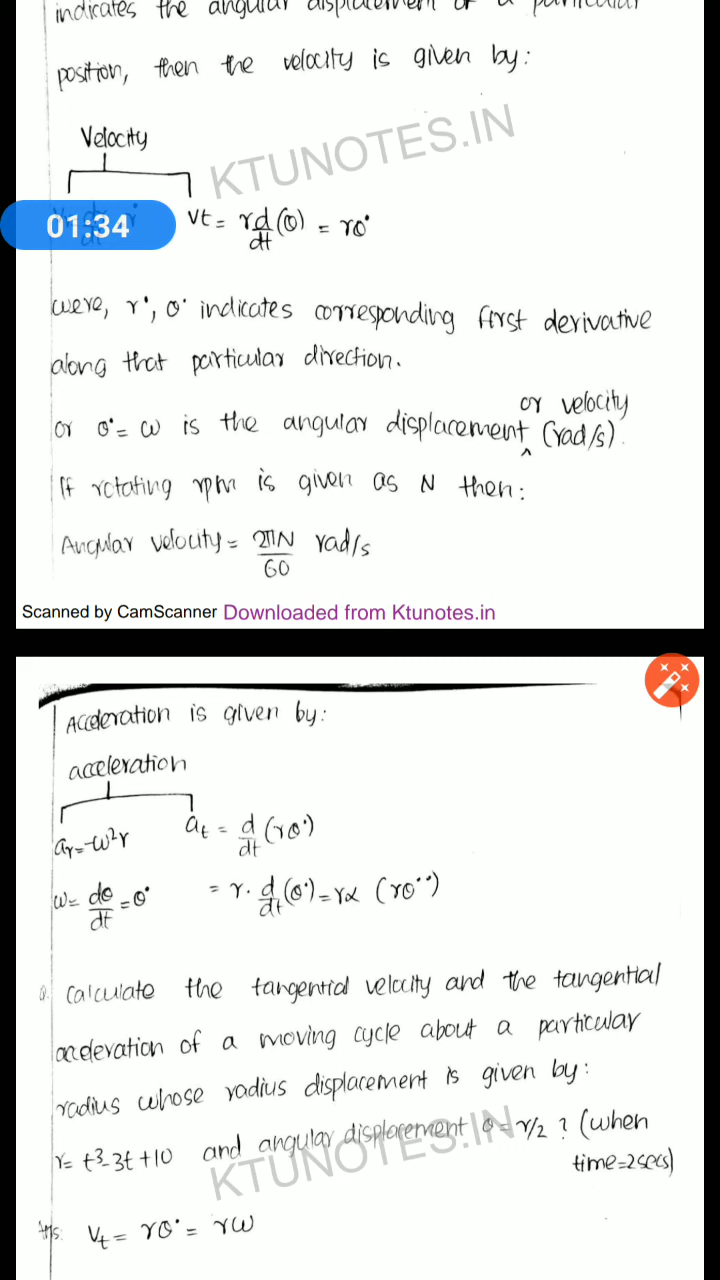 indicates the angular displacement of a particular
position, then the velocity is given by:
KTUNOTES.IN
Velocity
01:34
Vt = r d/dt (θ) = rθ˙
were, r˙, θ˙ indicates corresponding first derivative
along that particular direction.
or velocity
or θ˙ = ω is the angular displacement ^ (rad/s).
If rotating rpm is given as N then:
Angular velocity = 2πN/60 rad/s
Scanned by CamScanner Downloaded from Ktunotes.in
Acceleration is given by:
acceleration
ar = -ω²r at = d/dt (rθ˙)
ω = dθ/dt = θ˙ = r. d/dt (θ˙) = rα (rθ˙˙)
Q. Calculate the tangential velocity and the tangential
acceleration of a moving cycle about a particular
radius whose radius displacement is given by:
r = t³-3t+10 and angular displacement θ = r/2 ? (when
time=2secs)
KTUNOTES.IN
Ans: Vt = rθ˙ = rω